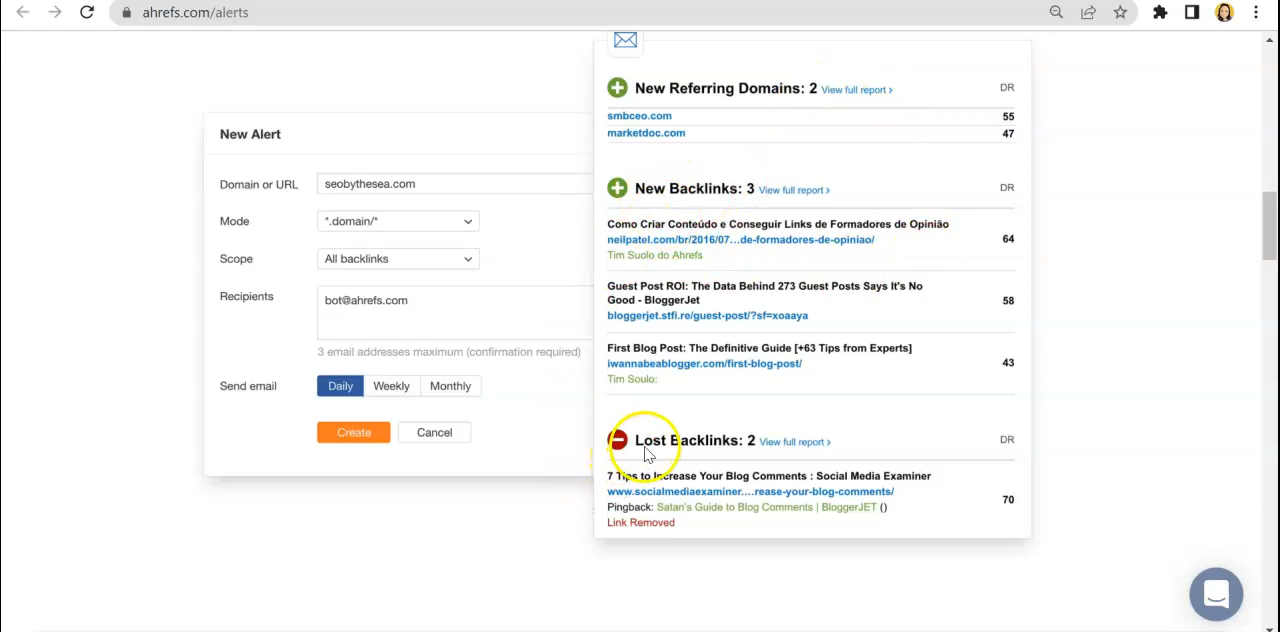 ahrefs.com/alerts
New Alert
Domain or URL
seobythesea.com
Mode
*.domain/*
Scope
All backlinks
Recipients
bot@ahrefs.com
3 email addresses maximum (confirmation required)
Send email
Daily
Weekly
Monthly
Create
Cancel
New Referring Domains: 2 View full report ›
DR
smbceo.com
55
marketdoc.com
47
New Backlinks: 3 View full report ›
DR
Como Criar Conteúdo e Conseguir Links de Formadores de Opinião
neilpatel.com/br/2016/07...de-formadores-de-opiniao/
64
Tim Suolo do Ahrefs
Guest Post ROI: The Data Behind 273 Guest Posts Says It's No
Good - BloggerJet
58
bloggerjet.stfi.re/guest-post/?sf=xoaaya
First Blog Post: The Definitive Guide [+63 Tips from Experts]
iwannabeablogger.com/first-blog-post/
43
Tim Soulo:
Lost Backlinks: 2 View full report ›
DR
7 Tips to Increase Your Blog Comments : Social Media Examiner
www.socialmediaexaminer....rease-your-blog-comments/
70
Pingback: Satan's Guide to Blog Comments | BloggerJET ()
Link Removed